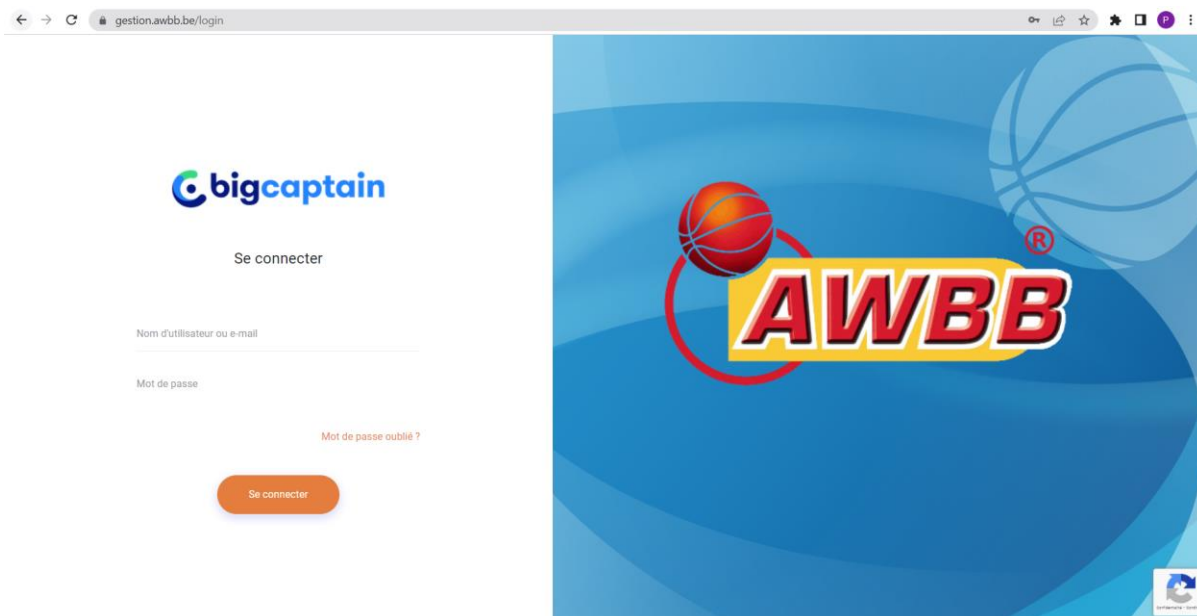 gestion.awbb.be/login
P
bigcaptain
Se connecter
Nom d'utilisateur ou e-mail
Mot de passe
Mot de passe oublié ?
Se connecter
®
AWBB